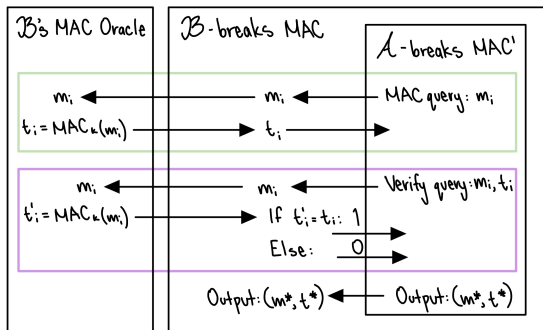 B's MAC Oracle
B-breaks MAC
A-breaks MAC'
mᵢ mᵢ MAC query: mᵢ
tᵢ = MACₖ(mᵢ) tᵢ
mᵢ mᵢ Verify query: mᵢ, tᵢ
t'ᵢ = MACₖ(mᵢ) If t'ᵢ = tᵢ: 1
Else: 0
Output: (m*, t*) Output: (m*, t*)